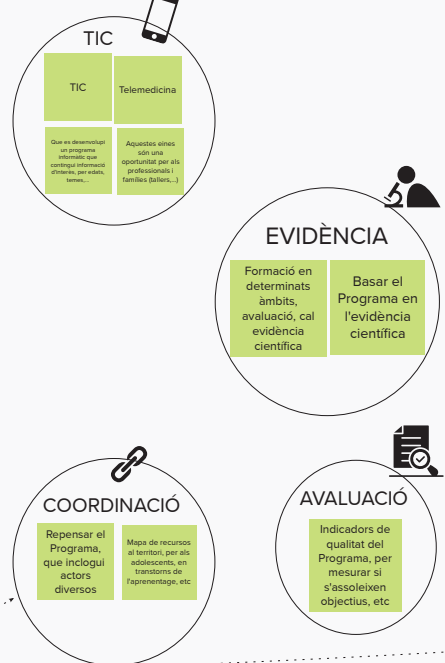 TIC
TIC
Telemedicina
Que es desenvolupi
un programa
informàtic que
contingui informació
d'interès, per edats,
temes,...
Aquestes eines
són una
oportunitat per als
professionals i
famílies (tallers,...)
EVIDÈNCIA
Formació en
determinats
àmbits,
avaluació, cal
evidència
científica
Basar el
Programa en
l'evidència
científica
COORDINACIÓ
Repensar el
Programa,
que inclogui
actors
diversos
Mapa de recursos
al territori, per als
adolescents, en
transtorns de
l'aprenentage, etc
AVALUACIÓ
Indicadors de
qualitat del
Programa, per
mesurar si
s'assoleixen
objectius, etc